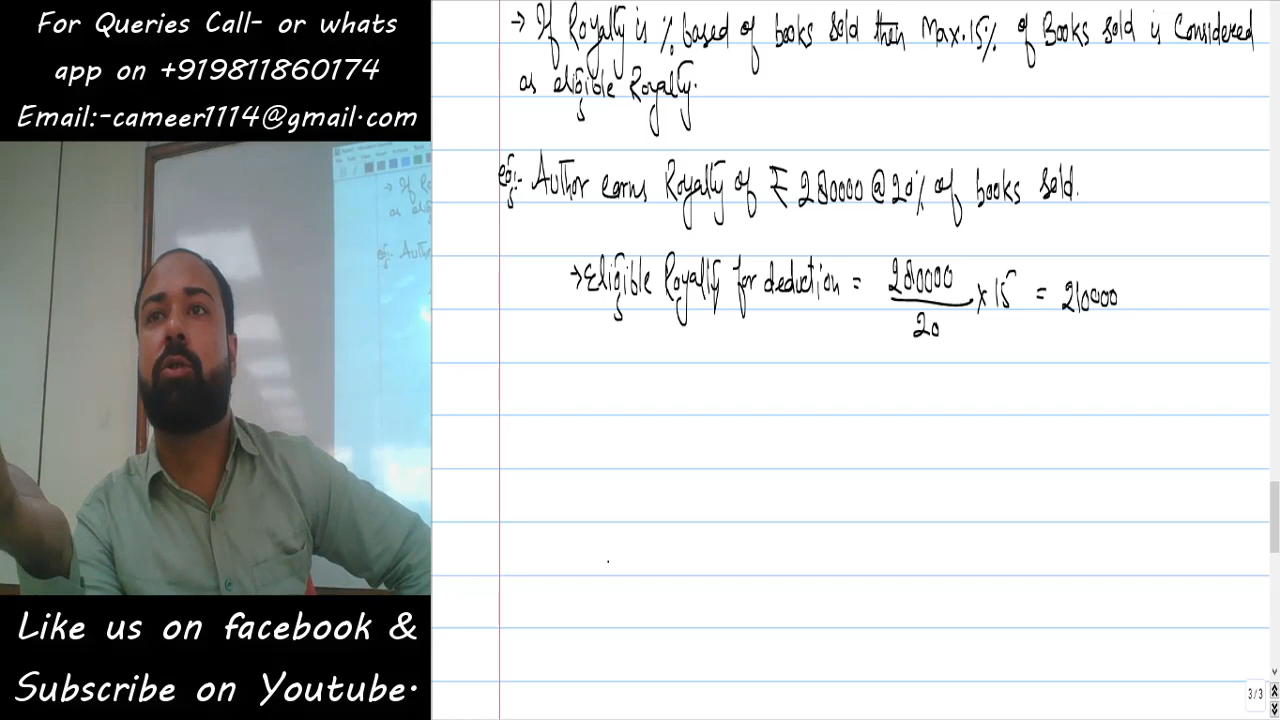 For Queries Call- or whats
app on +919811860174
Email:-cameer1114@gmail.com
→ If Royalty is % based of books sold then Max. 15% of Books sold is Considered
as eligible Royalty.
eg:- Author earns Royalty of ₹ 280000 @ 20% of books sold.
→ Eligible Royalty for deduction = 280000/20 × 15 = 210000
Like us on facebook &
Subscribe on Youtube.
3/3